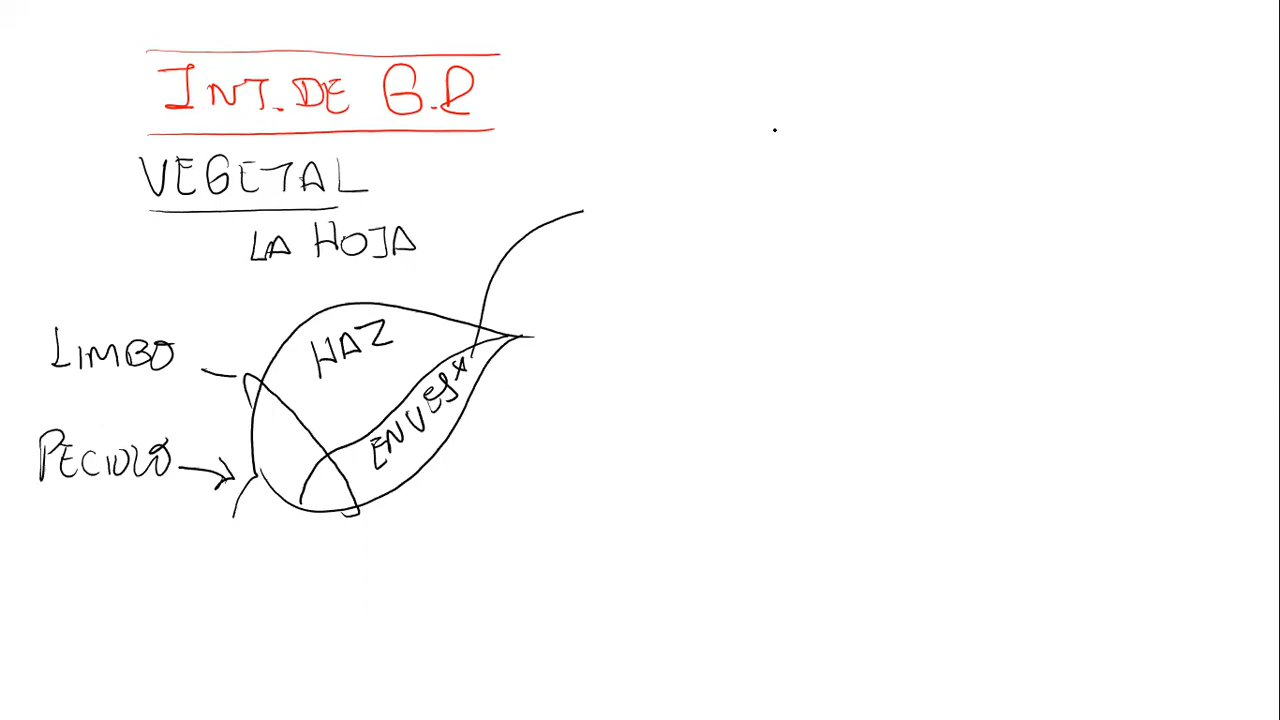 INT. DE G.R
VEGETAL
LA HOJA
HAZ
LIMBO
ENVES*
PECIOLO